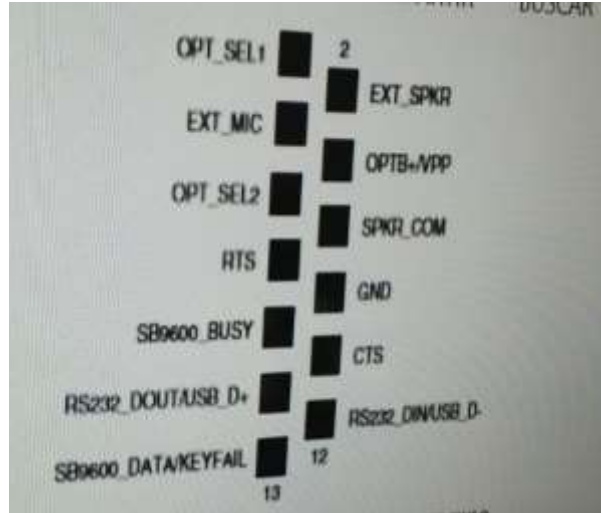 BUSCAR
OPT_SEL1
2
EXT_SPKR
EXT_MIC
OPTB+/VPP
OPT_SEL2
SPKR_COM
RTS
GND
SB9600_BUSY
CTS
RS232_DOUT/USB_D+
RS232_DIN/USB_D-
SB9600_DATA/KEYFAIL
12
13